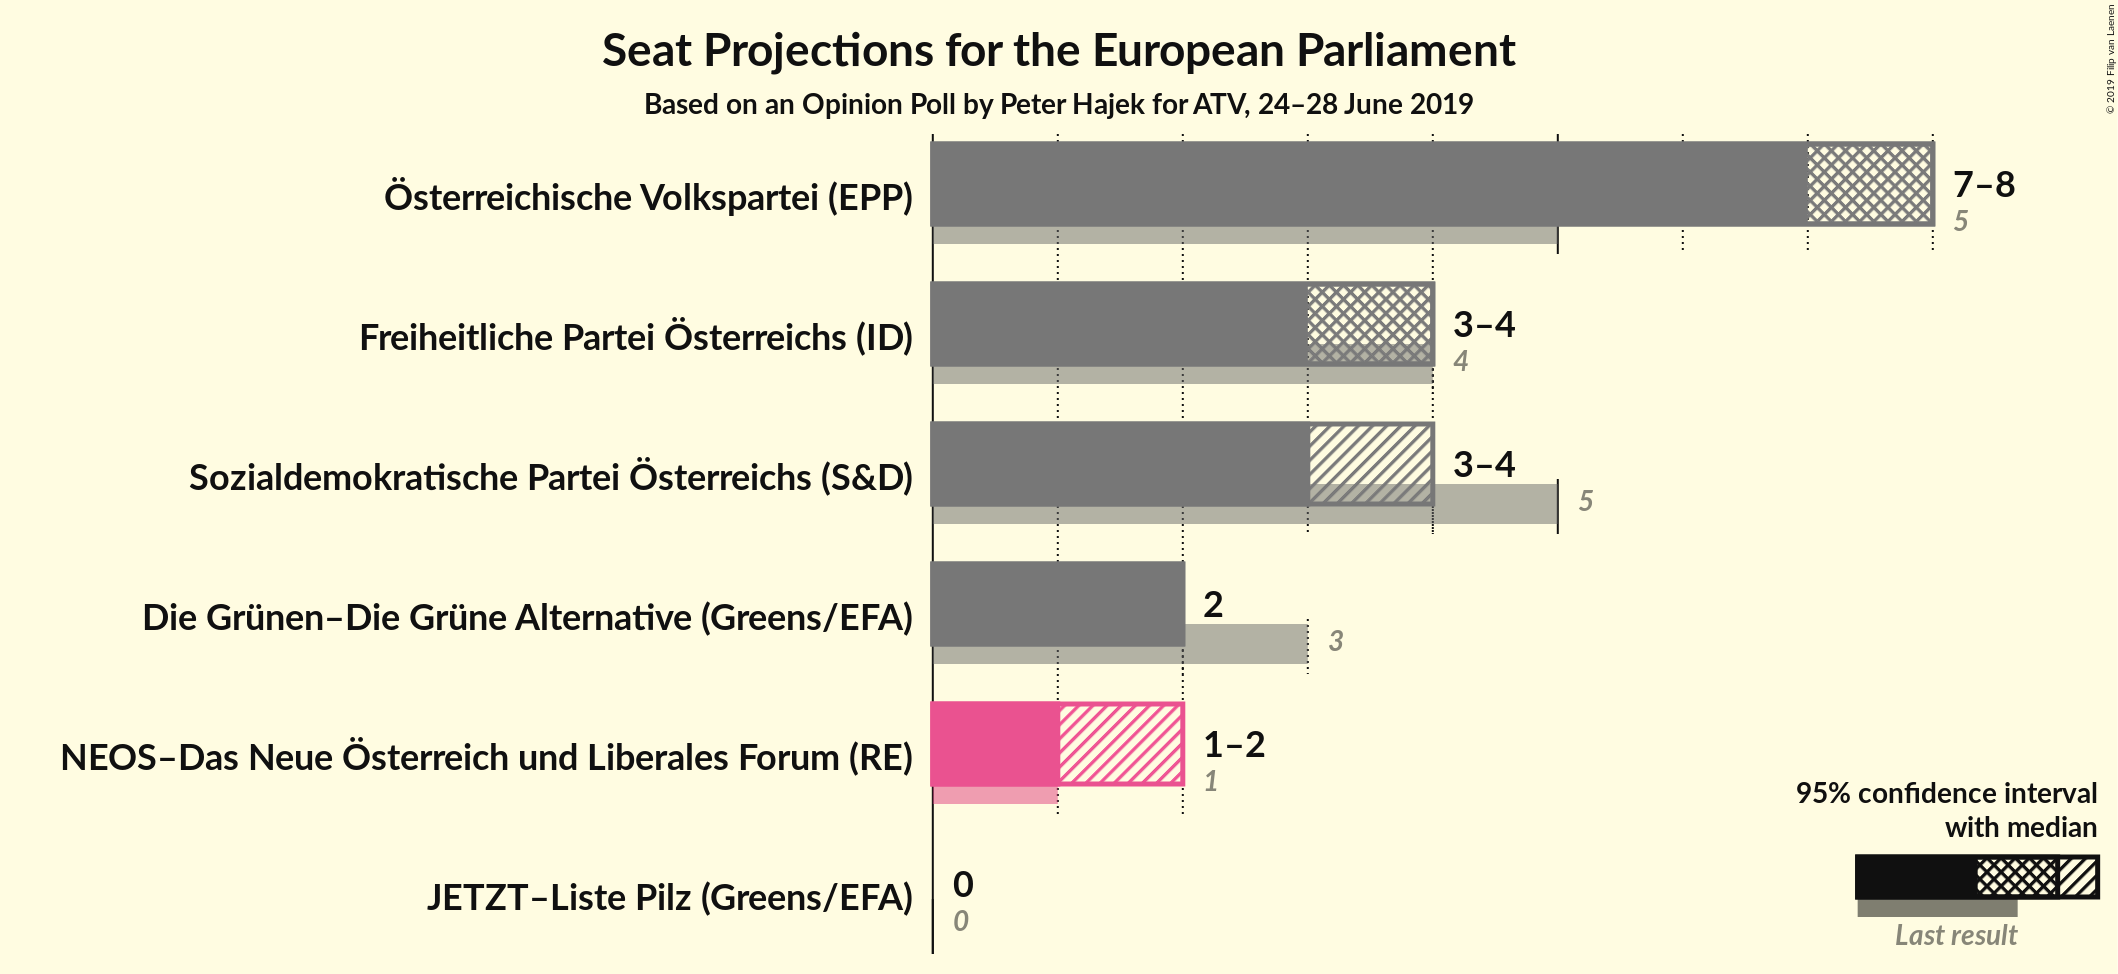 Seat Projections for the European Parliament
Based on an Opinion Poll by Peter Hajek for ATV, 24–28 June 2019
© 2019 Filip van Laenen
Österreichische Volkspartei (EPP)
7–8
5
Freiheitliche Partei Österreichs (ID)
3–4
4
Sozialdemokratische Partei Österreichs (S&D)
3–4
5
Die Grünen–Die Grüne Alternative (Greens/EFA)
2
3
NEOS–Das Neue Österreich und Liberales Forum (RE)
1–2
1
JETZT–Liste Pilz (Greens/EFA)
0
0
95% confidence interval
with median
Last result